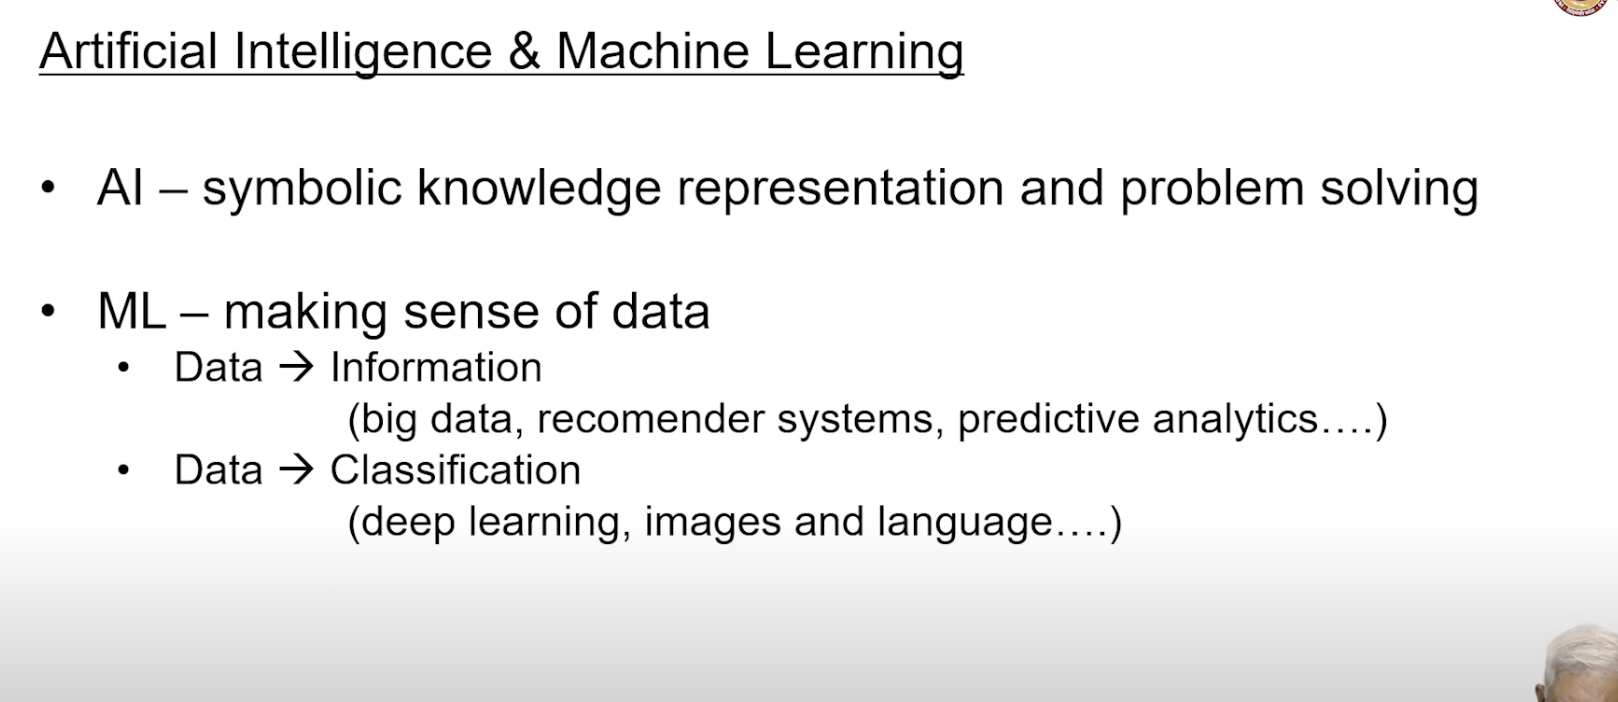 Artificial Intelligence & Machine Learning
• AI – symbolic knowledge representation and problem solving
• ML – making sense of data
• Data → Information
(big data, recomender systems, predictive analytics….)
• Data → Classification
(deep learning, images and language….)